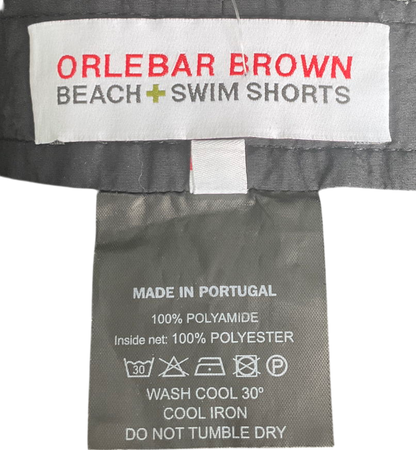 ORLEBAR BROWN
BEACH+SWIM SHORTS
MADE IN PORTUGAL
100% POLYAMIDE
Inside net: 100% POLYESTER
30 P
WASH COOL 30º
COOL IRON
DO NOT TUMBLE DRY